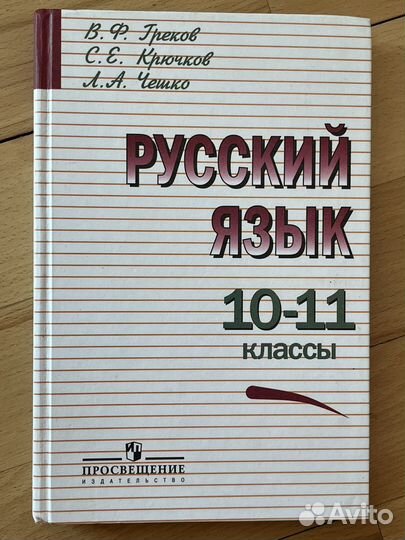 В. Ф. Греков
С. Е. Крючков
Л. А. Чешко
РУССКИЙ
ЯЗЫК
10-11
КЛАССЫ
ПРОСВЕЩЕНИЕ
ИЗДАТЕЛЬСТВО
Avito